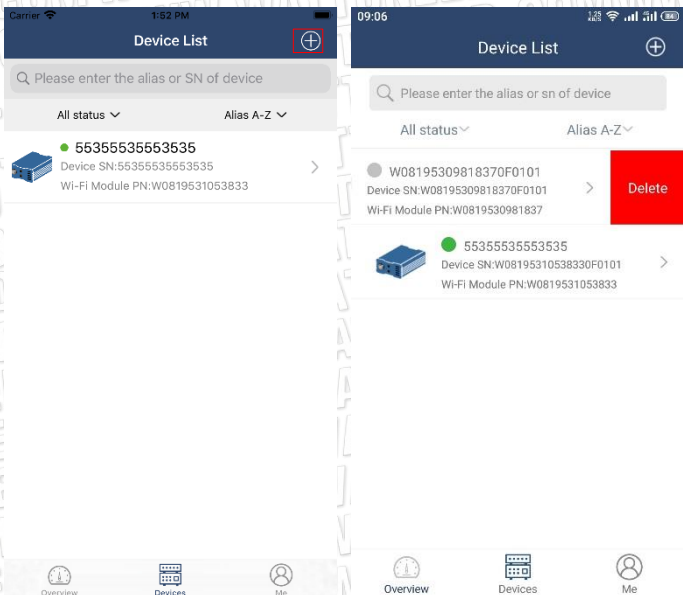 Carrier 1:52 PM
Device List
Please enter the alias or SN of device
All status Alias A-Z
55355535553535
Device SN:55355535553535
Wi-Fi Module PN:W0819531053833
Overview Devices Me
09:06
Device List
Please enter the alias or sn of device
All status Alias A-Z
W08195309818370F0101
Device SN:W08195309818370F0101
Wi-Fi Module PN:W0819530981837
Delete
55355535553535
Device SN:W08195310538330F0101
Wi-Fi Module PN:W0819531053833
Overview Devices Me